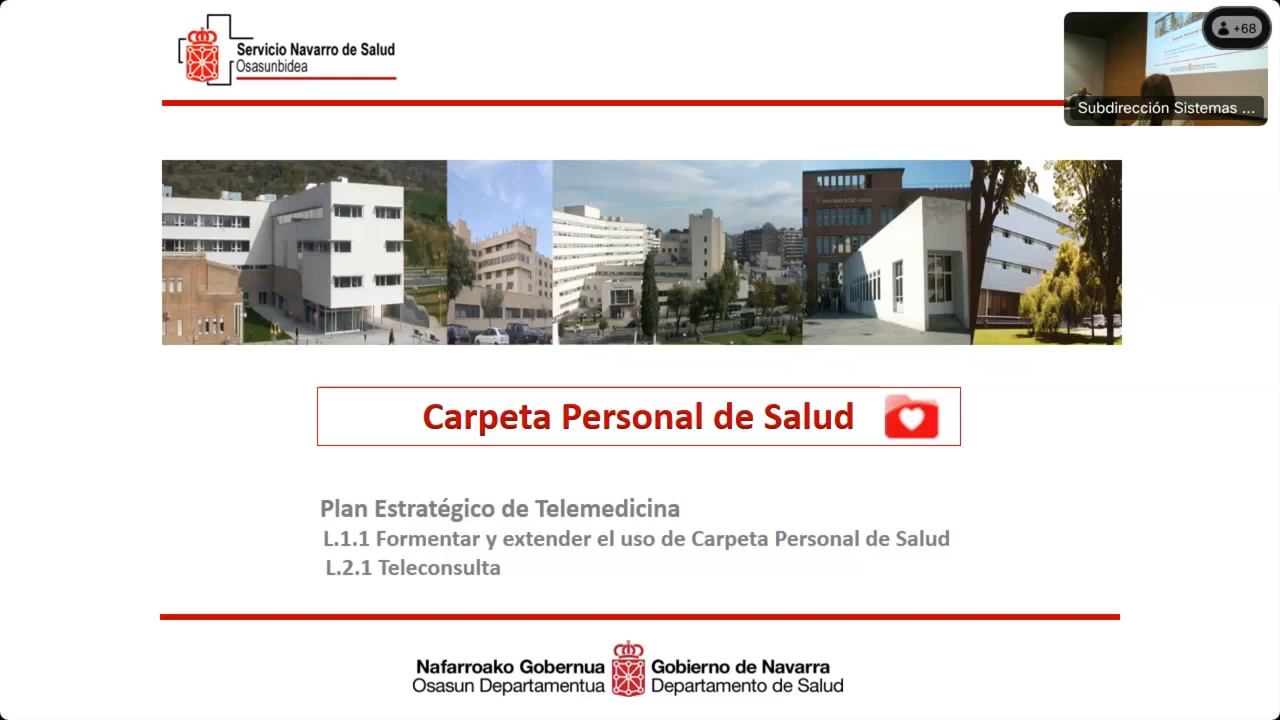 Servicio Navarro de Salud
Osasunbidea
+68
Subdirección Sistemas ...
Carpeta Personal de Salud
Plan Estratégico de Telemedicina
L.1.1 Formentar y extender el uso de Carpeta Personal de Salud
L.2.1 Teleconsulta
Nafarroako Gobernua
Osasun Departamentua
Gobierno de Navarra
Departamento de Salud